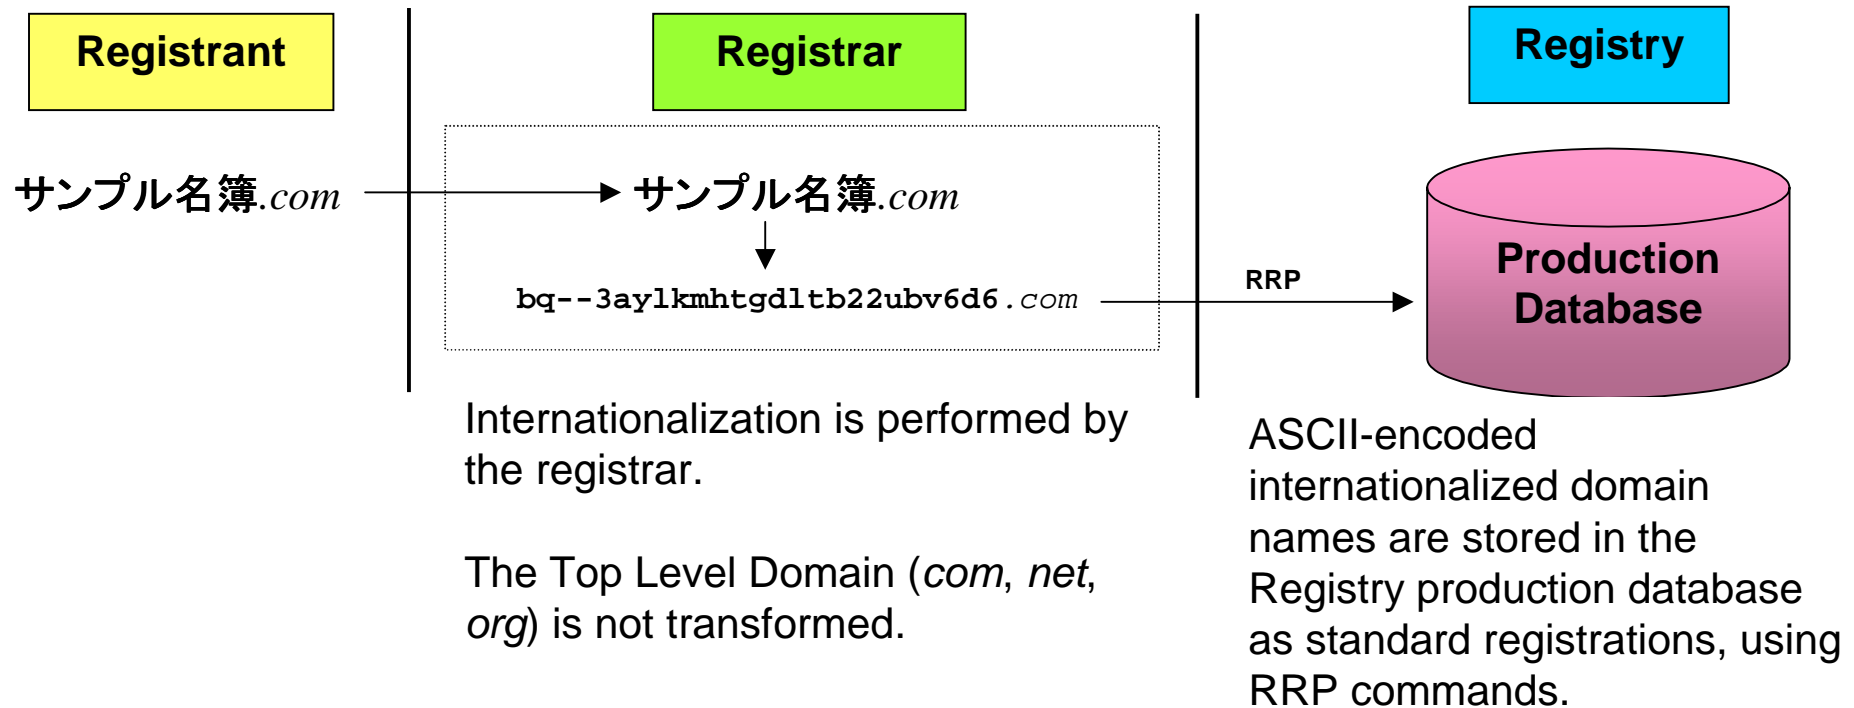 Registrant
Registrar
Registry
サンプル名簿.com
サンプル名簿.com
bq--3aylkmhtgdltb22ubv6d6.com
RRP
Production
Database
Internationalization is performed by
the registrar.
The Top Level Domain (com, net,
org) is not transformed.
ASCII-encoded
internationalized domain
names are stored in the
Registry production database
as standard registrations, using
RRP commands.